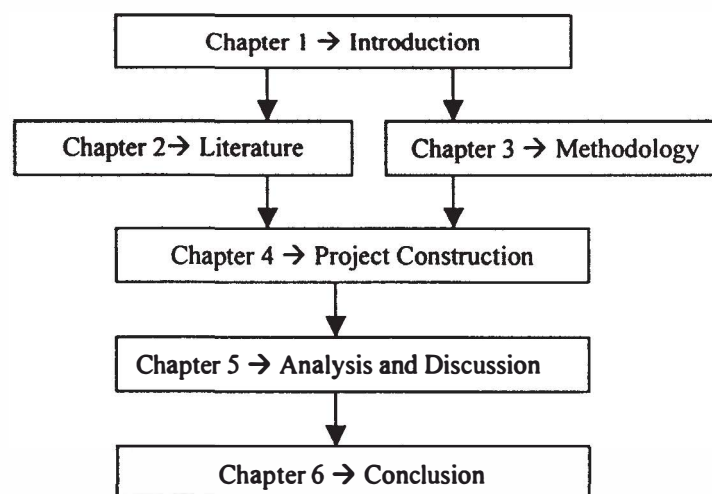 Chapter 1 → Introduction
Chapter 2→ Literature
Chapter 3 → Methodology
Chapter 4 → Project Construction
Chapter 5 → Analysis and Discussion
Chapter 6 → Conclusion